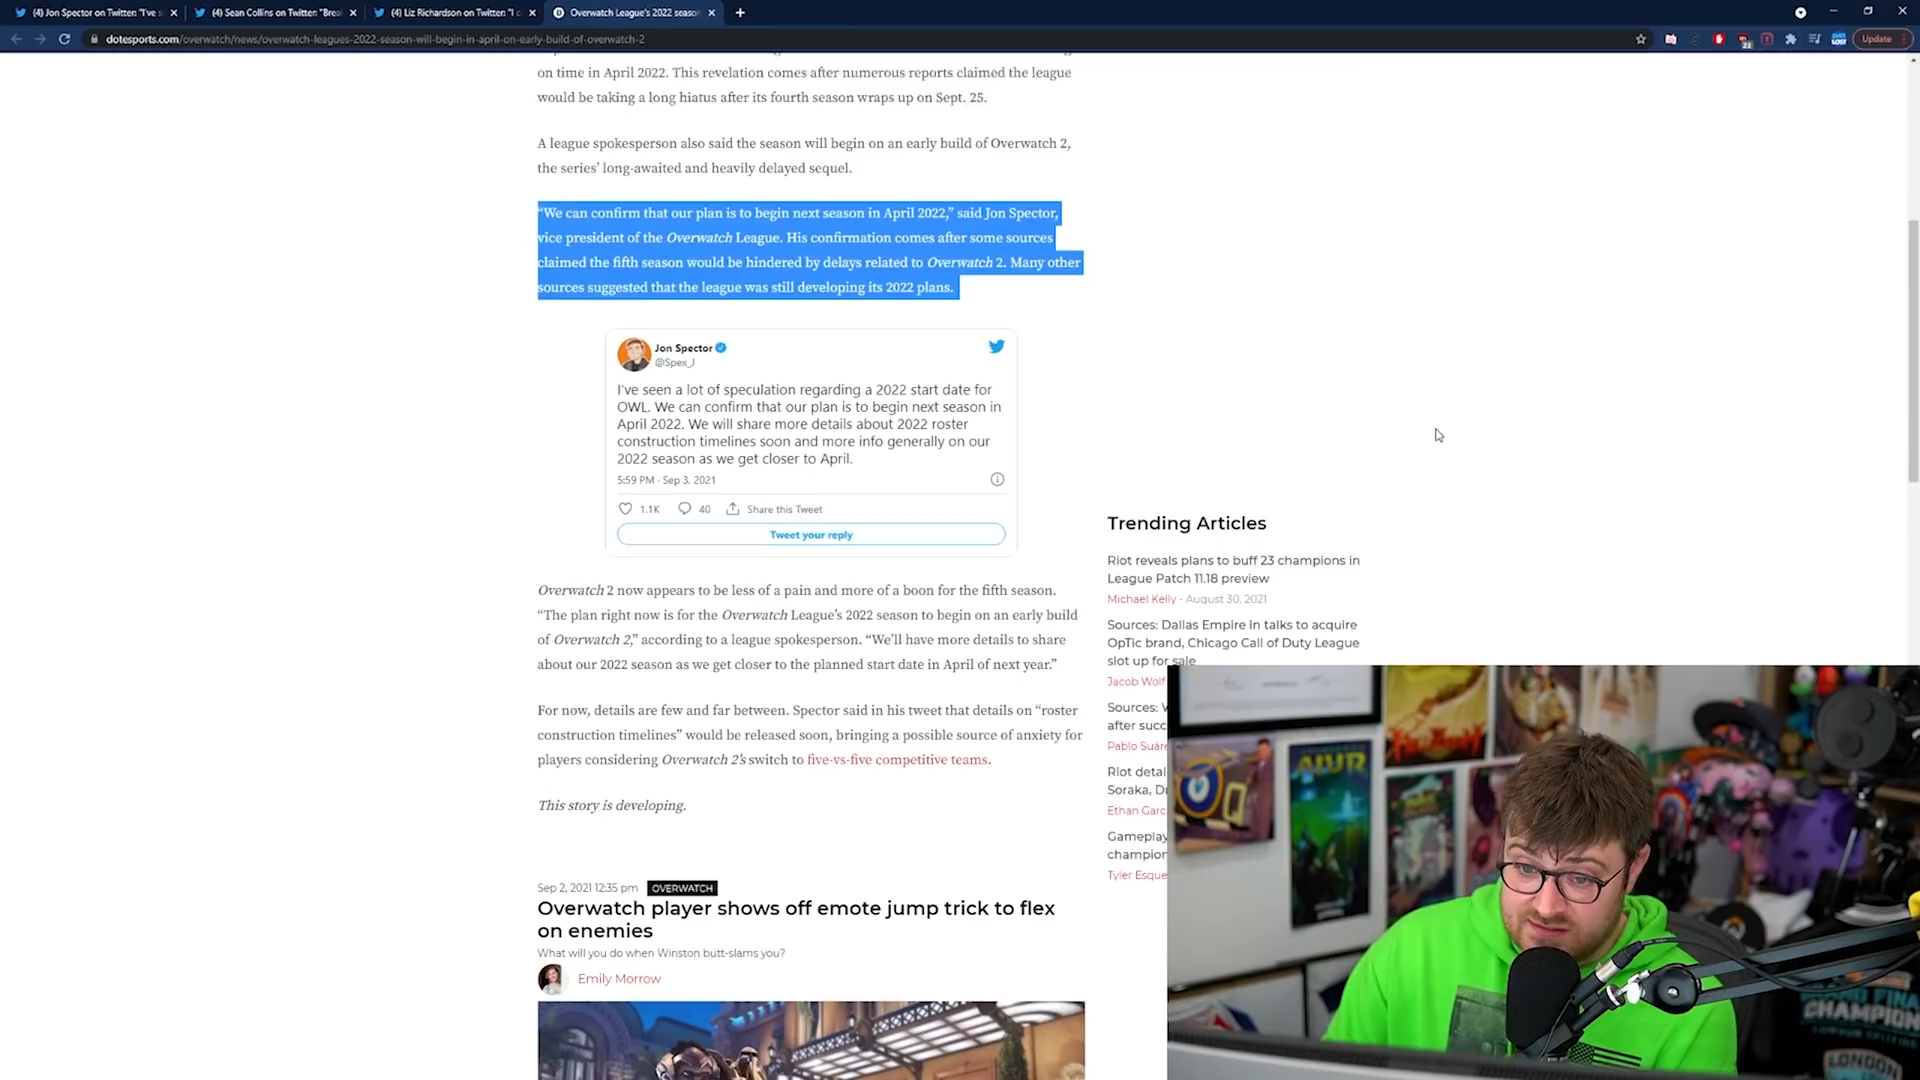 (4) Jon Spector on Twitter: "I've s
(4) Sean Collins on Twitter: "Brea
(4) Liz Richardson on Twitter: "I c
Overwatch League's 2022 seaso
dotesports.com/overwatch/news/overwatch-leagues-2022-season-will-begin-in-april-on-early-build-of-overwatch-2
23
Update
on time in April 2022. This revelation comes after numerous reports claimed the league
would be taking a long hiatus after its fourth season wraps up on Sept. 25.
A league spokesperson also said the season will begin on an early build of Overwatch 2,
the series' long-awaited and heavily delayed sequel.
"We can confirm that our plan is to begin next season in April 2022," said Jon Spector,
vice president of the Overwatch League. His confirmation comes after some sources
claimed the fifth season would be hindered by delays related to Overwatch 2. Many other
sources suggested that the league was still developing its 2022 plans.
Jon Spector
@Spex_J
I've seen a lot of speculation regarding a 2022 start date for
OWL. We can confirm that our plan is to begin next season in
April 2022. We will share more details about 2022 roster
construction timelines soon and more info generally on our
2022 season as we get closer to April.
5:59 PM · Sep 3, 2021
1.1K 40 Share this Tweet
Tweet your reply
Overwatch 2 now appears to be less of a pain and more of a boon for the fifth season.
"The plan right now is for the Overwatch League's 2022 season to begin on an early build
of Overwatch 2," according to a league spokesperson. "We'll have more details to share
about our 2022 season as we get closer to the planned start date in April of next year."
For now, details are few and far between. Spector said in his tweet that details on "roster
construction timelines" would be released soon, bringing a possible source of anxiety for
players considering Overwatch 2's switch to five-vs-five competitive teams.
This story is developing.
Sep 2, 2021 12:35 pm OVERWATCH
Overwatch player shows off emote jump trick to flex
on enemies
What will you do when Winston butt-slams you?
Emily Morrow
Trending Articles
Riot reveals plans to buff 23 champions in
League Patch 11.18 preview
Michael Kelly - August 30, 2021
Sources: Dallas Empire in talks to acquire
OpTic brand, Chicago Call of Duty League
slot up for sale
Jacob Wolf
Sources: W
after succ
Pablo Suáre
Riot detai
Soraka, D
Ethan Garc
Gameplay
champion
Tyler Esque
CHAMPION
LONDON